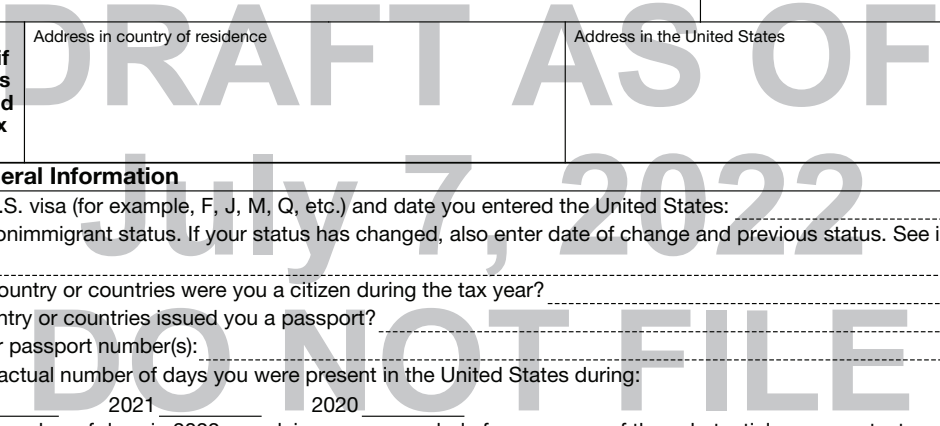 DRAFT AS OF
Address in country of residence Address in the United States
if
s
d
x
July 7, 2022
eral Information
.S. visa (for example, F, J, M, Q, etc.) and date you entered the United States:
onimmigrant status. If your status has changed, also enter date of change and previous status. See i
ountry or countries were you a citizen during the tax year?
DO NOT FILE
ntry or countries issued you a passport?
r passport number(s):
actual number of days you were present in the United States during:
2021 2020